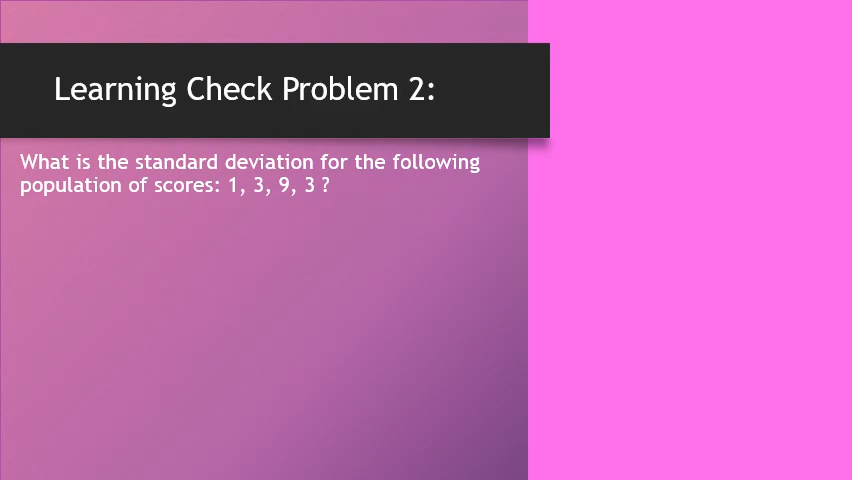 Learning Check Problem 2:
What is the standard deviation for the following
population of scores: 1, 3, 9, 3 ?